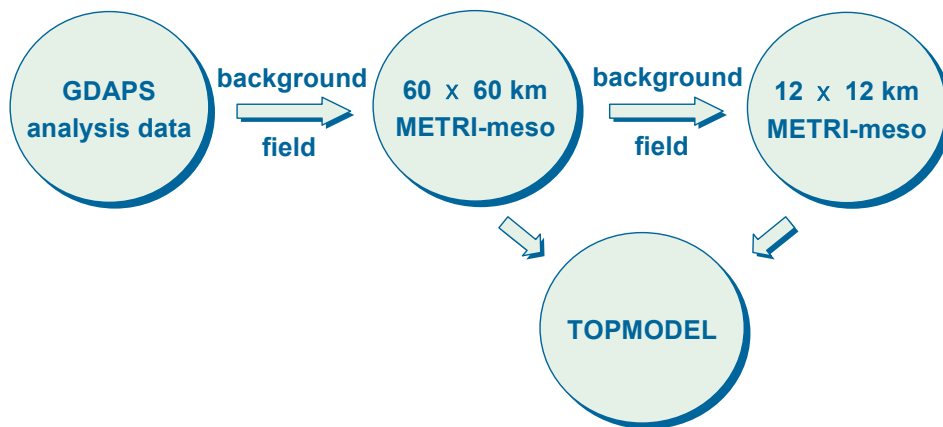 GDAPS
analysis data
background
field
60 x 60 km
METRI-meso
background
field
12 x 12 km
METRI-meso
TOPMODEL